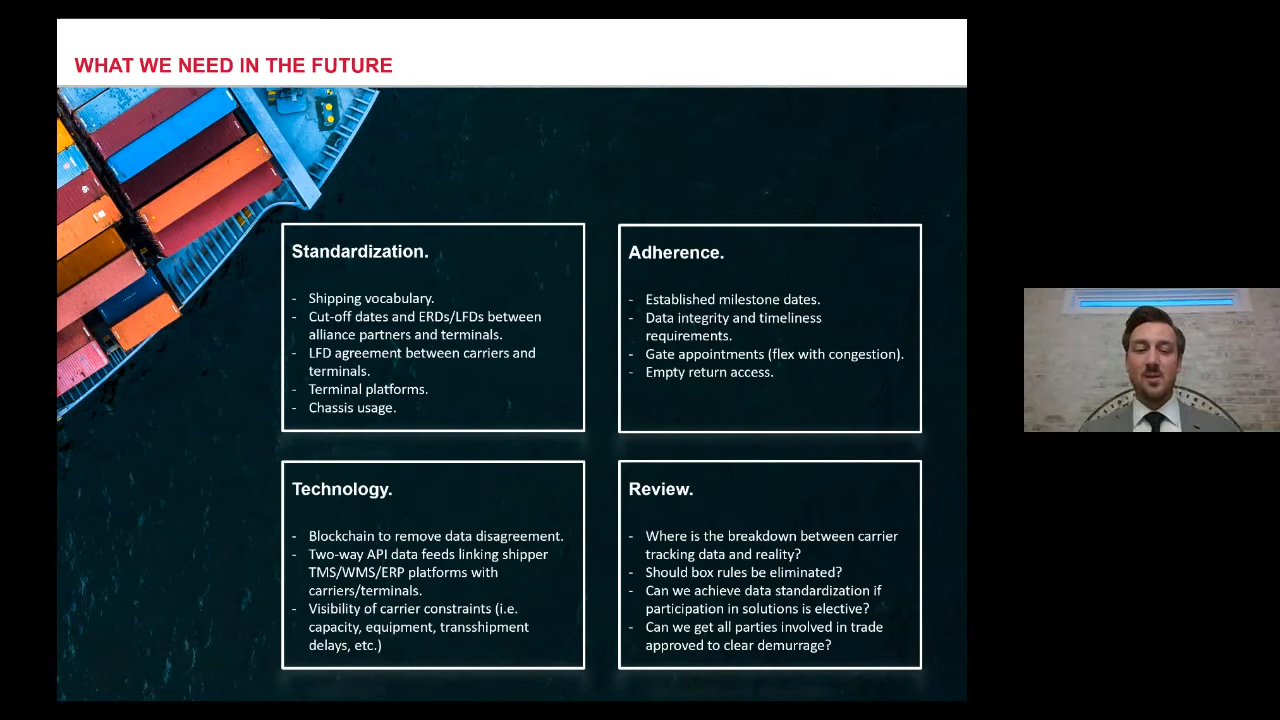 WHAT WE NEED IN THE FUTURE
Standardization.
- Shipping vocabulary.
- Cut-off dates and ERDs/LFDs between
alliance partners and terminals.
- LFD agreement between carriers and
terminals.
- Terminal platforms.
- Chassis usage.
Adherence.
- Established milestone dates.
- Data integrity and timeliness
requirements.
- Gate appointments (flex with congestion).
- Empty return access.
Technology.
- Blockchain to remove data disagreement.
- Two-way API data feeds linking shipper
TMS/WMS/ERP platforms with
carriers/terminals.
- Visibility of carrier constraints (i.e.
capacity, equipment, transshipment
delays, etc.)
Review.
- Where is the breakdown between carrier
tracking data and reality?
- Should box rules be eliminated?
- Can we achieve data standardization if
participation in solutions is elective?
- Can we get all parties involved in trade
approved to clear demurrage?